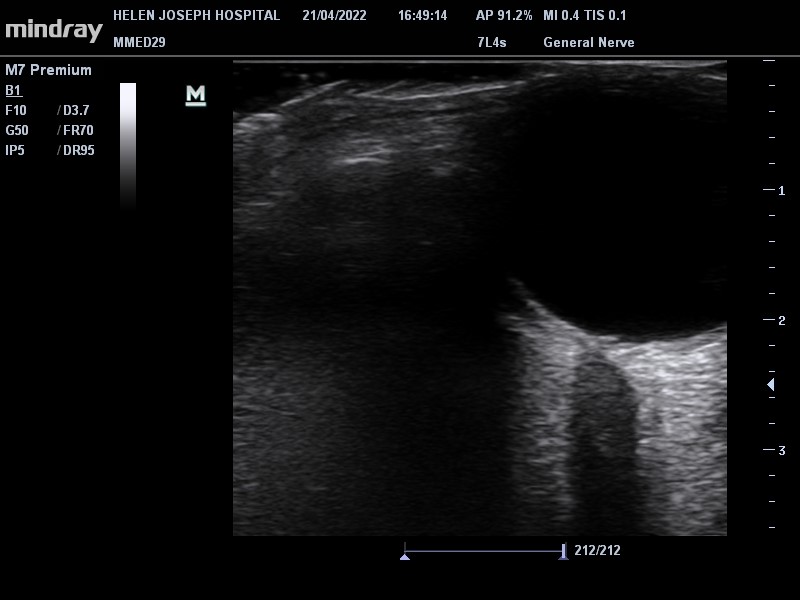 mindray HELEN JOSEPH HOSPITAL 21/04/2022 16:49:14 AP 91.2% MI 0.4 TIS 0.1
MMED29 7L4s General Nerve
M7 Premium
B1
F10 /D3.7
G50 /FR70
IP5 /DR95
M
1
2
3
212/212